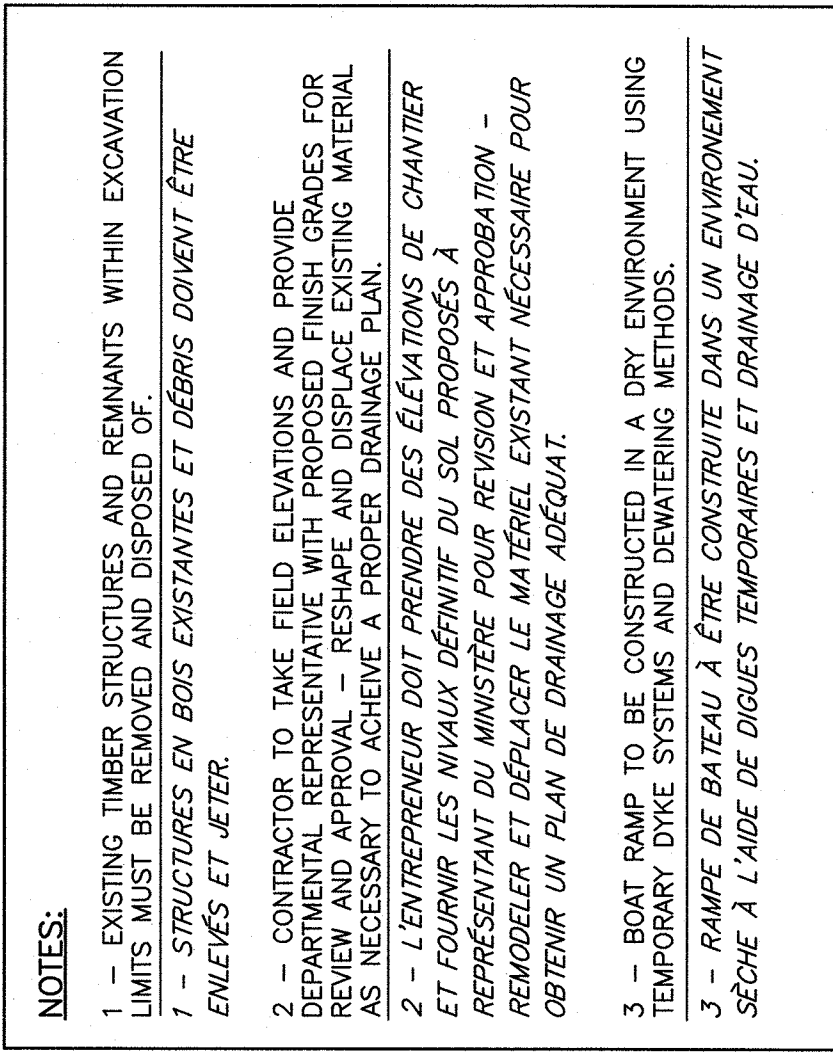 NOTES:
1 – EXISTING TIMBER STRUCTURES AND REMNANTS WITHIN EXCAVATION
LIMITS MUST BE REMOVED AND DISPOSED OF.
1 – STRUCTURES EN BOIS EXISTANTES ET DÉBRIS DOIVENT ÊTRE
ENLEVÉS ET JETER.
2 – CONTRACTOR TO TAKE FIELD ELEVATIONS AND PROVIDE
DEPARTMENTAL REPRESENTATIVE WITH PROPOSED FINISH GRADES FOR
REVIEW AND APPROVAL – RESHAPE AND DISPLACE EXISTING MATERIAL
AS NECESSARY TO ACHEIVE A PROPER DRAINAGE PLAN.
2 – L'ENTREPRENEUR DOIT PRENDRE DES ÉLÉVATIONS DE CHANTIER
ET FOURNIR LES NIVAUX DÉFINITIF DU SOL PROPOSÉS À
REPRÉSENTANT DU MINISTÈRE POUR REVISION ET APPROBATION –
REMODELER ET DÉPLACER LE MATÉRIEL EXISTANT NÉCESSAIRE POUR
OBTENIR UN PLAN DE DRAINAGE ADÉQUAT.
3 – BOAT RAMP TO BE CONSTRUCTED IN A DRY ENVIRONMENT USING
TEMPORARY DYKE SYSTEMS AND DEWATERING METHODS.
3 – RAMPE DE BATEAU À ÊTRE CONSTRUITE DANS UN ENVIRONEMENT
SÈCHE À L'AIDE DE DIGUES TEMPORAIRES ET DRAINAGE D'EAU.